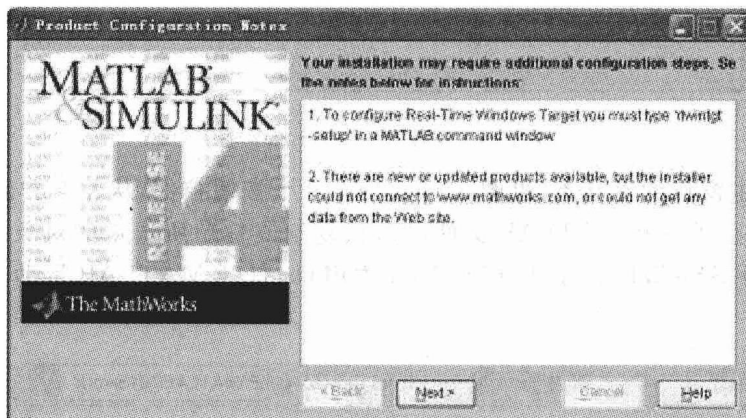 Product Configuration Notes
MATLAB
& SIMULINK
RELEASE
14
The MathWorks
Your installation may require additional configuration steps. Se
the notes below for instructions:
1. To configure Real-Time Windows Target you must type 'rtwintgt
-setup' in a MATLAB command window
2. There are new or updated products available, but the installer
could not connect to www.mathworks.com, or could not get any
data from the Web site.
< Back
Next >
Cancel
Help